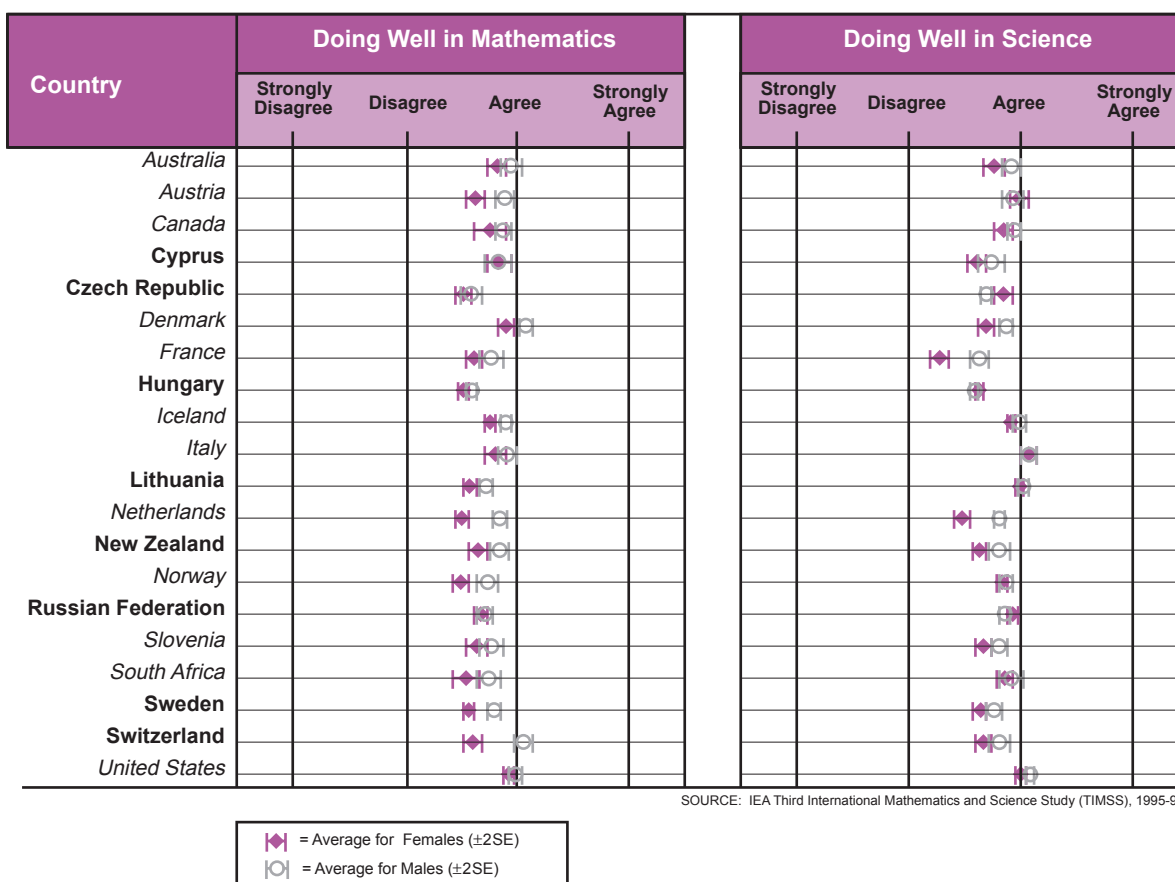 Country
Doing Well in Mathematics
Strongly
Disagree
Disagree
Agree
Strongly
Agree
Doing Well in Science
Strongly
Disagree
Disagree
Agree
Strongly
Agree
Australia
Austria
Canada
Cyprus
Czech Republic
Denmark
France
Hungary
Iceland
Italy
Lithuania
Netherlands
New Zealand
Norway
Russian Federation
Slovenia
South Africa
Sweden
Switzerland
United States
SOURCE: IEA Third International Mathematics and Science Study (TIMSS), 1995-9
= Average for Females (±2SE)
= Average for Males (±2SE)